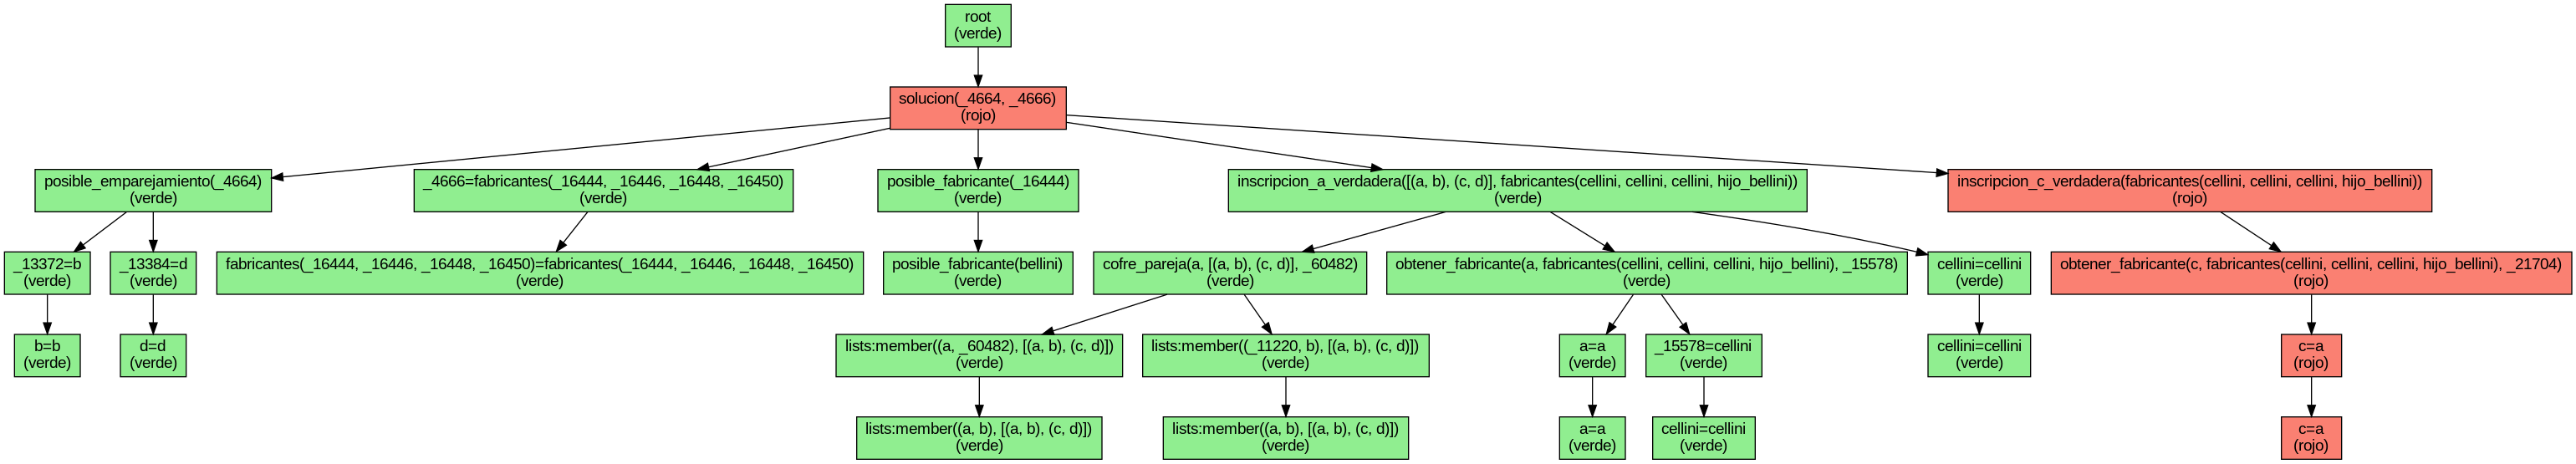 root
(verde)
solucion(_4664, _4666)
(rojo)
posible_emparejamiento(_4664)
(verde)
_4666=fabricantes(_16444, _16446, _16448, _16450)
(verde)
posible_fabricante(_16444)
(verde)
inscripcion_a_verdadera([(a, b), (c, d)], fabricantes(cellini, cellini, cellini, hijo_bellini))
(verde)
inscripcion_c_verdadera(fabricantes(cellini, cellini, cellini, hijo_bellini))
(rojo)
_13372=b
(verde)
_13384=d
(verde)
fabricantes(_16444, _16446, _16448, _16450)=fabricantes(_16444, _16446, _16448, _16450)
(verde)
posible_fabricante(bellini)
(verde)
cofre_pareja(a, [(a, b), (c, d)], _60482)
(verde)
obtener_fabricante(a, fabricantes(cellini, cellini, cellini, hijo_bellini), _15578)
(verde)
cellini=cellini
(verde)
obtener_fabricante(c, fabricantes(cellini, cellini, cellini, hijo_bellini), _21704)
(rojo)
b=b
(verde)
d=d
(verde)
lists:member((a, _60482), [(a, b), (c, d)])
(verde)
lists:member((_11220, b), [(a, b), (c, d)])
(verde)
a=a
(verde)
_15578=cellini
(verde)
cellini=cellini
(verde)
c=a
(rojo)
lists:member((a, b), [(a, b), (c, d)])
(verde)
lists:member((a, b), [(a, b), (c, d)])
(verde)
a=a
(verde)
cellini=cellini
(verde)
c=a
(rojo)